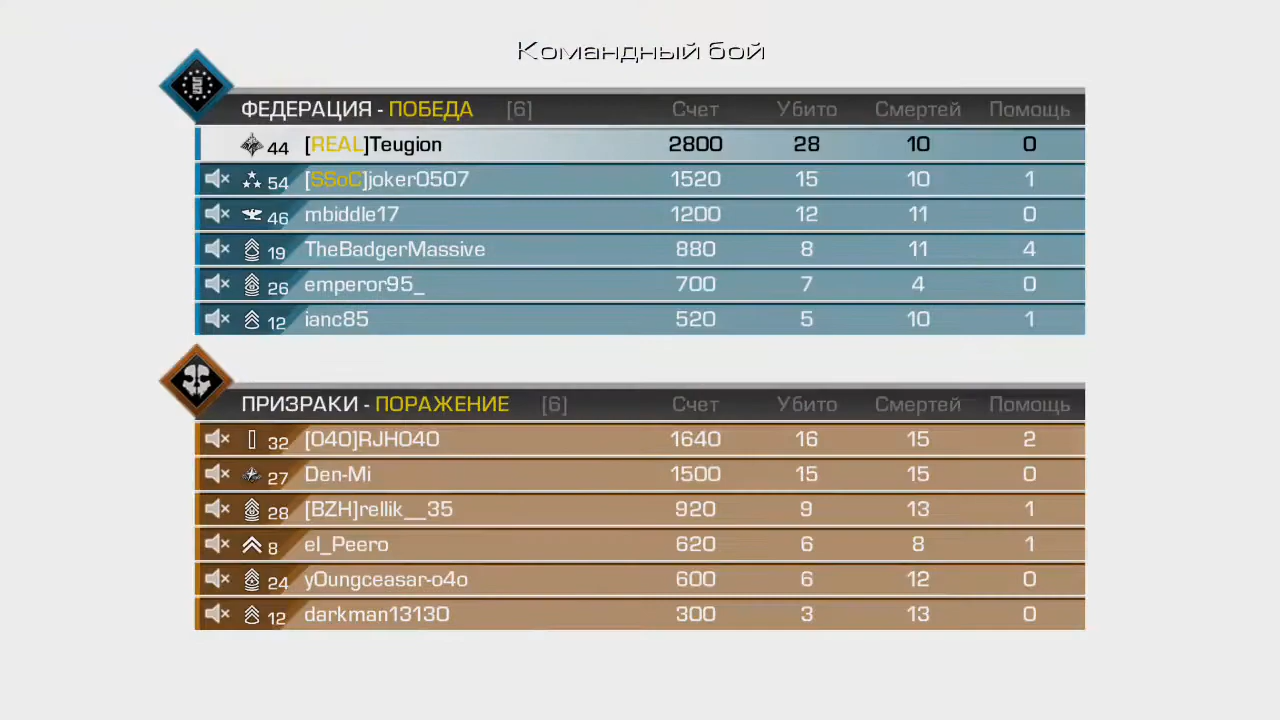 Командный бой
ФЕДЕРАЦИЯ - ПОБЕДА [6] Счет Убито Смертей Помощь
44 [REAL]Teugion 2800 28 10 0
54 [SSoC]joker0507 1520 15 10 1
46 mbiddle17 1200 12 11 0
19 TheBadgerMassive 880 8 11 4
26 emperor95_ 700 7 4 0
12 ianc85 520 5 10 1
ПРИЗРАКИ - ПОРАЖЕНИЕ [6] Счет Убито Смертей Помощь
32 [040]RJH040 1640 16 15 2
27 Den-Mi 1500 15 15 0
28 [BZH]rellik__35 920 9 13 1
8 el_Peero 620 6 8 1
24 y0ungceasar-o4o 600 6 12 0
12 darkman13130 300 3 13 0